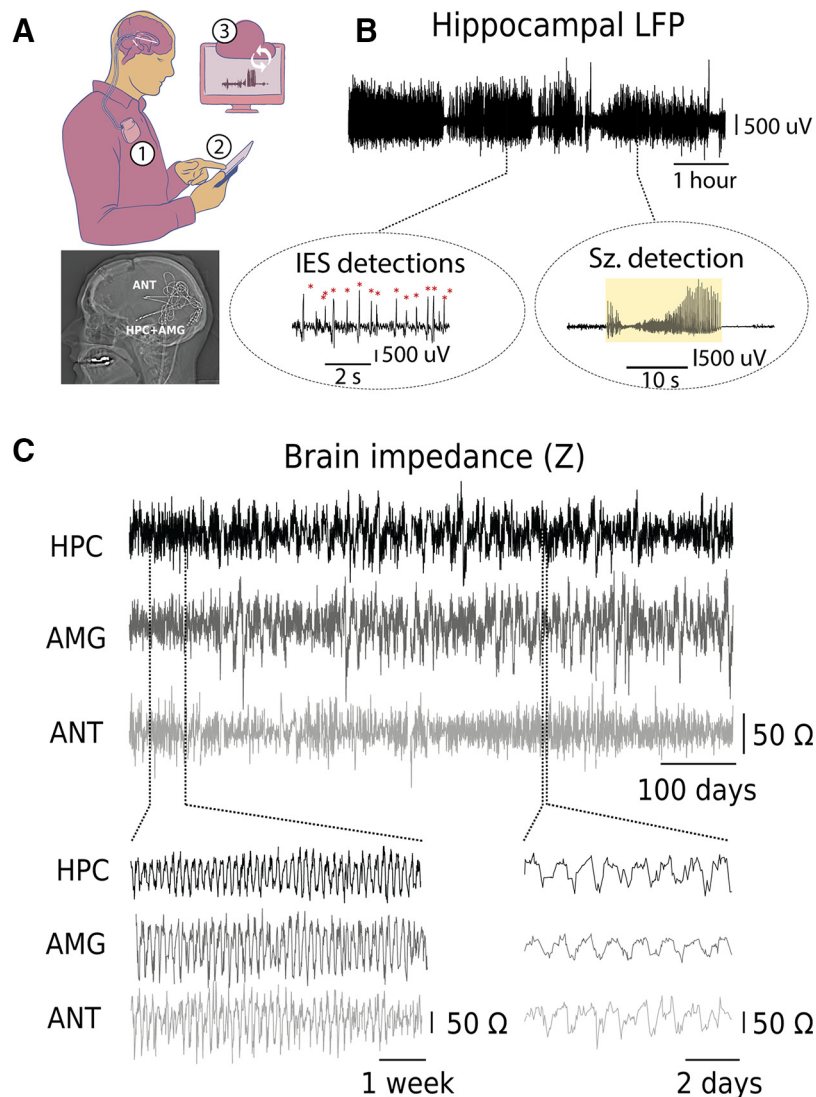 A
1
2
3
ANT
HPC+AMG
B
Hippocampal LFP
500 uV
1 hour
IES detections
* * * * * * * * * * * * * *
500 uV
2 s
Sz. detection
500 uV
10 s
C
Brain impedance (Z)
HPC
AMG
ANT
50 Ω
100 days
HPC
AMG
ANT
50 Ω
1 week
50 Ω
2 days